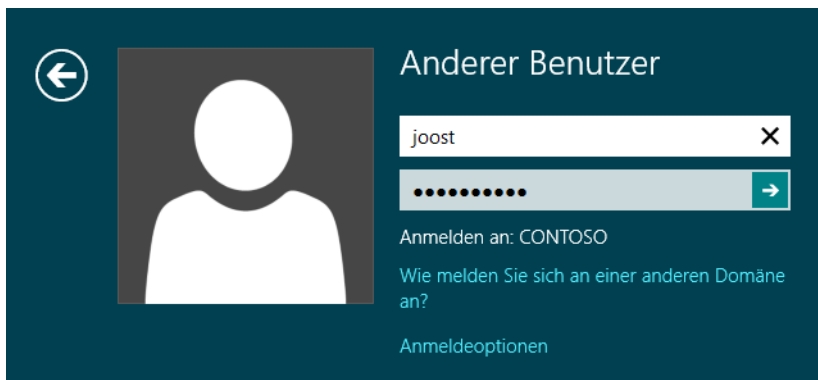 Anderer Benutzer
joost
••••••••••
Anmelden an: CONTOSO
Wie melden Sie sich an einer anderen Domäne
an?
Anmeldeoptionen